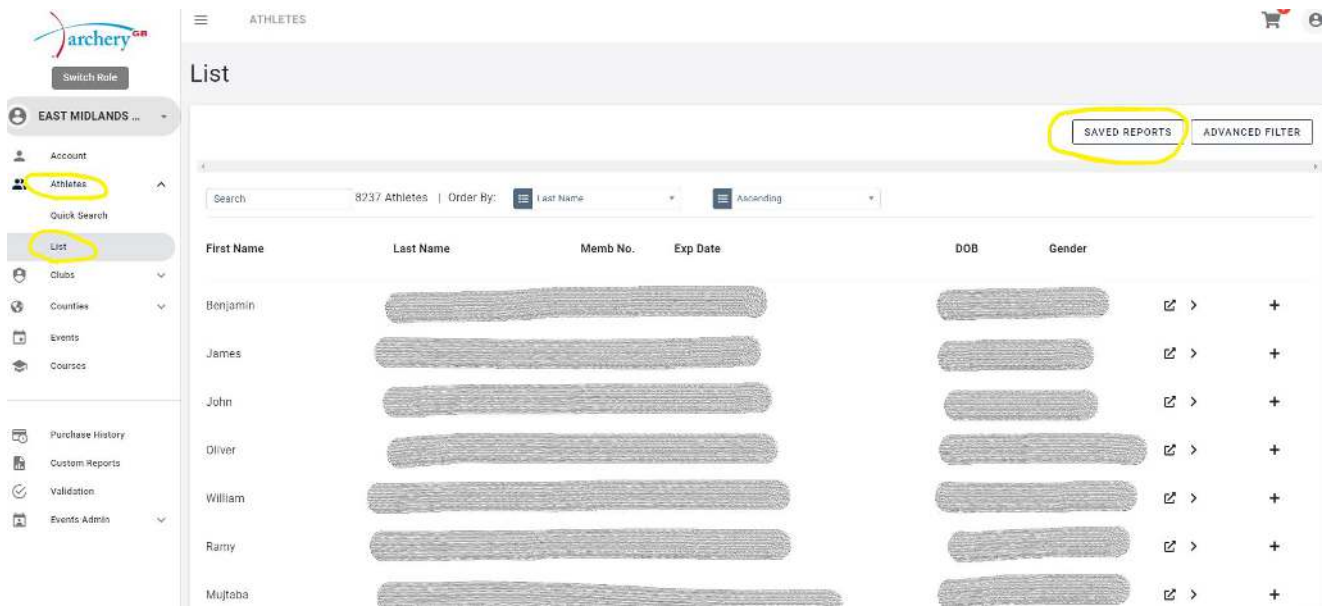 archery GB
ATHLETES
Switch Role
List
EAST MIDLANDS ...
SAVED REPORTS
ADVANCED FILTER
Account
Athletes
Search
8237 Athletes | Order By:
Last Name
Ascending
Quick Search
List
First Name Last Name Memb No. Exp Date DOB Gender
Clubs
Counties
Benjamin
Events
James
Courses
John
Purchase History
Oliver
Custom Reports
Validation
William
Events Admin
Ramy
Mujtaba